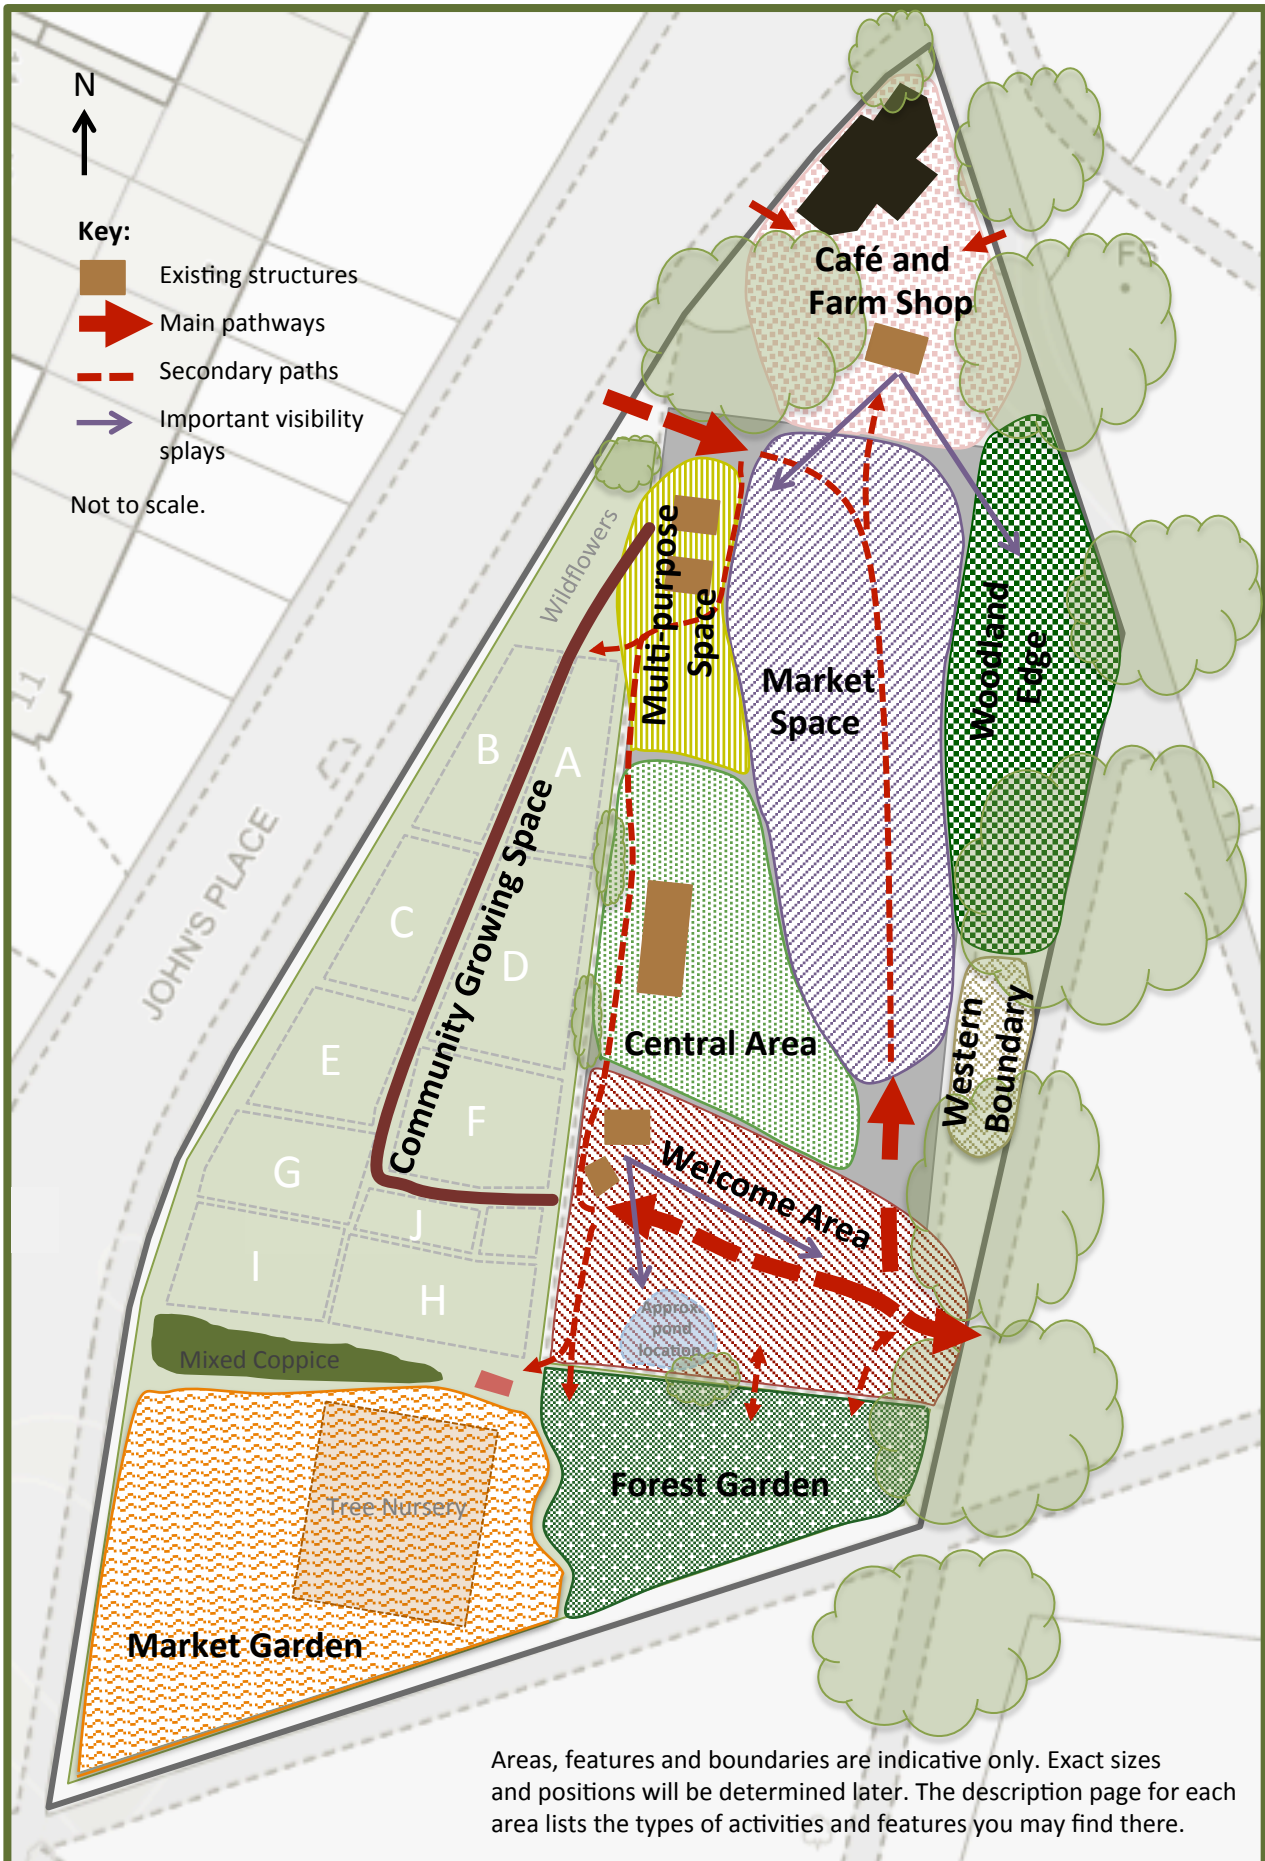 N
Key:
Existing structures
Main pathways
Secondary paths
Important visibility
splays
Not to scale.
Café and
Farm Shop
FS
Wildflowers
Multi-purpose
Space
Market
Space
Woodland
Edge
11
B
A
Community Growing Space
JOHN'S PLACE
C
D
Central Area
Western
Boundary
E
F
Welcome Area
G
J
I
H
Approx.
pond
location
Mixed Coppice
Forest Garden
Tree Nursery
Market Garden
Areas, features and boundaries are indicative only. Exact sizes
and positions will be determined later. The description page for each
area lists the types of activities and features you may find there.